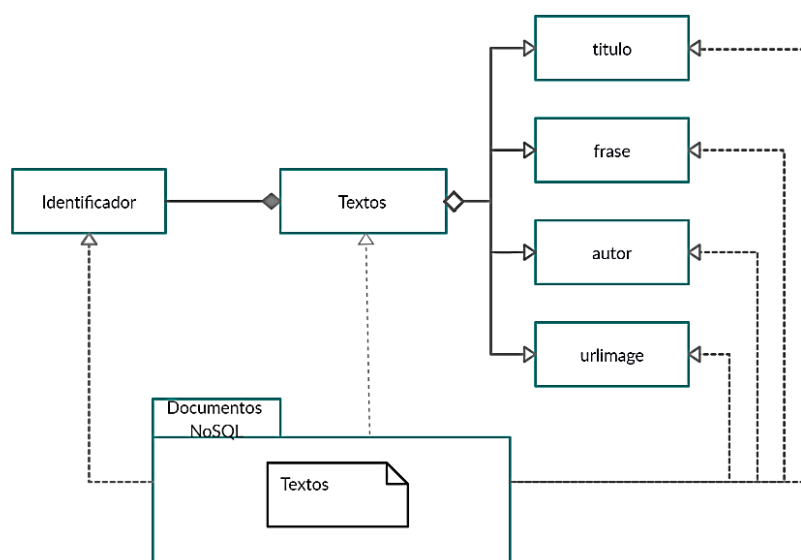 titulo
frase
Identificador
Textos
autor
urlimage
Documentos
NoSQL
Textos